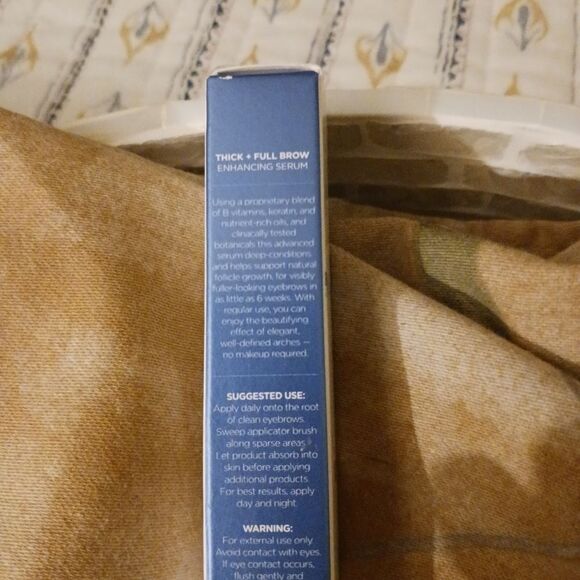 THICK + FULL BROW
ENHANCING SERUM
Using a proprietary blend
of B vitamins, keratin, and
nutrient-rich oils, and
clinically tested
botanicals this advanced
serum deep-conditions
and helps support natural
follicle growth, for visibly
fuller-looking eyebrows in
as little as 6 weeks. With
regular use, you can
enjoy the beautifying
effect of elegant,
well-defined arches —
no makeup required.
SUGGESTED USE:
Apply daily onto the root
of clean eyebrows.
Sweep applicator brush
along sparse areas.
Let product absorb into
skin before applying
additional products.
For best results, apply
day and night.
WARNING:
For external use only.
Avoid contact with eyes.
If eye contact occurs,
flush gently and